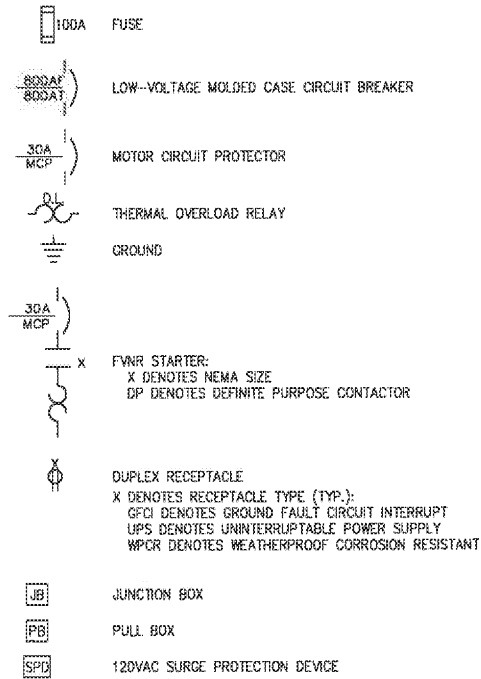 100A FUSE
800AF
800AT LOW-VOLTAGE MOLDED CASE CIRCUIT BREAKER
30A
MCP MOTOR CIRCUIT PROTECTOR
O.L.
THERMAL OVERLOAD RELAY
GROUND
30A
MCP
X FVNR STARTER:
X DENOTES NEMA SIZE
DP DENOTES DEFINITE PURPOSE CONTACTOR
X
DUPLEX RECEPTACLE
X DENOTES RECEPTACLE TYPE (TYP.):
GFCI DENOTES GROUND FAULT CIRCUIT INTERRUPT
UPS DENOTES UNINTERRUPTABLE POWER SUPPLY
WPCR DENOTES WEATHERPROOF CORROSION RESISTANT
JB JUNCTION BOX
PB PULL BOX
SPD 120VAC SURGE PROTECTION DEVICE